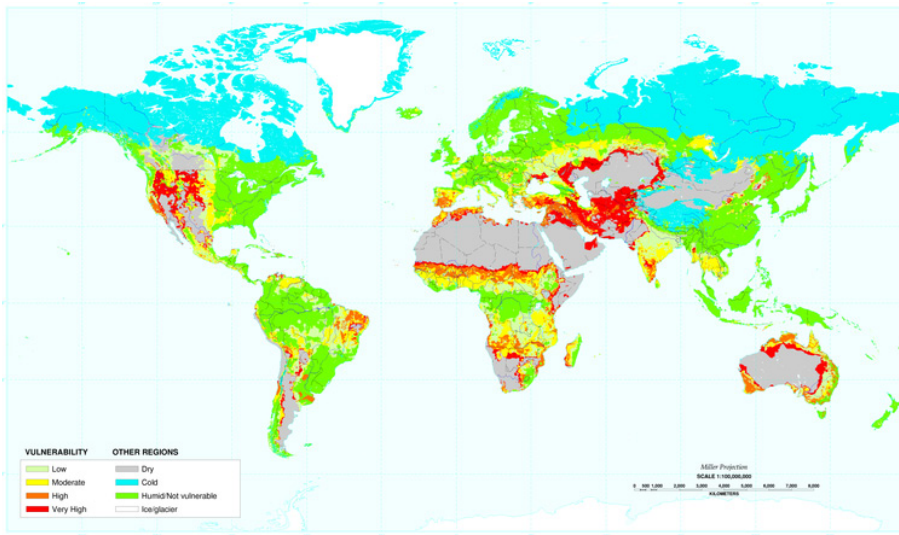 VULNERABILITY OTHER REGIONS
Low Dry
Moderate Cold
High Humid/Not vulnerable
Very High Ice/glacier
Miller Projection
SCALE 1:100,000,000
0 500 1,000 2,000 3,000 4,000 5,000 6,000 7,000 8,000
KILOMETERS